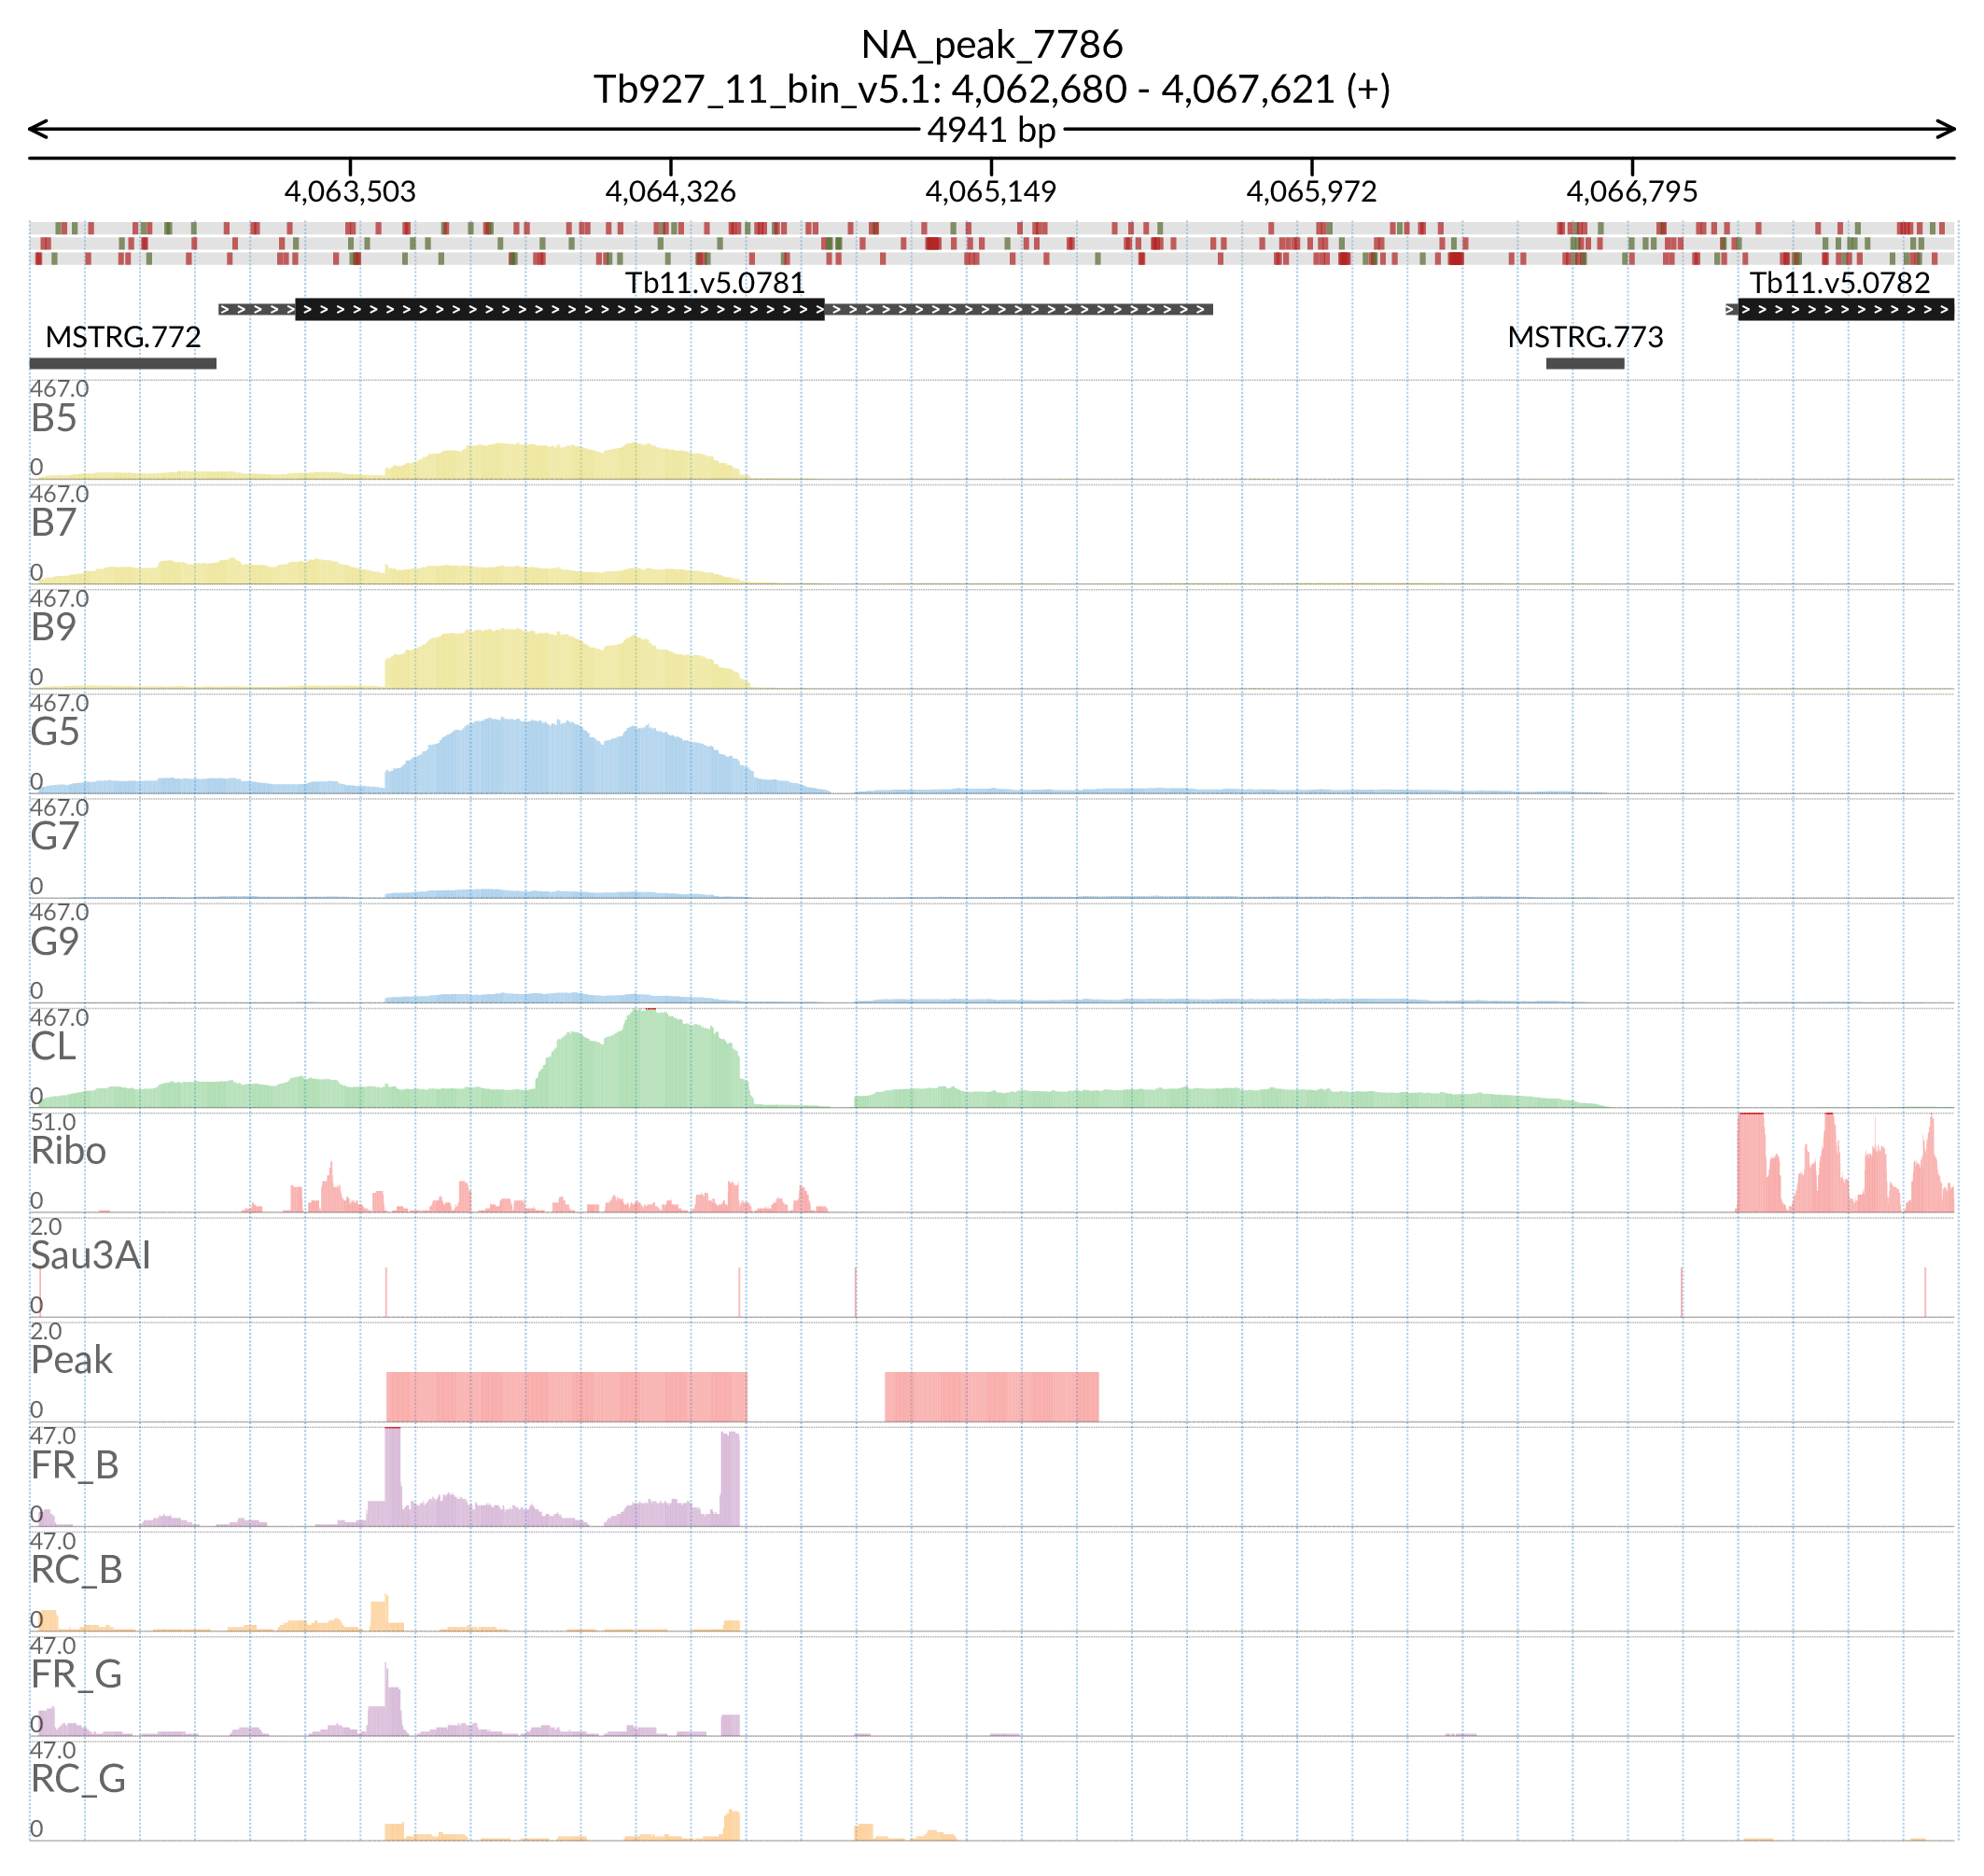 NA_peak_7786
Tb927_11_bin_v5.1: 4,062,680 - 4,067,621 (+)
4941 bp
4,063,503 4,064,326 4,065,149 4,065,972 4,066,795
Tb11.v5.0781 Tb11.v5.0782
MSTRG.772 MSTRG.773
467.0
B5
0
467.0
B7
0
467.0
B9
0
467.0
G5
0
467.0
G7
0
467.0
G9
0
467.0
CL
0
51.0
Ribo
0
2.0
Sau3AI
0
2.0
Peak
0
47.0
FR_B
0
47.0
RC_B
0
47.0
FR_G
0
47.0
RC_G
0